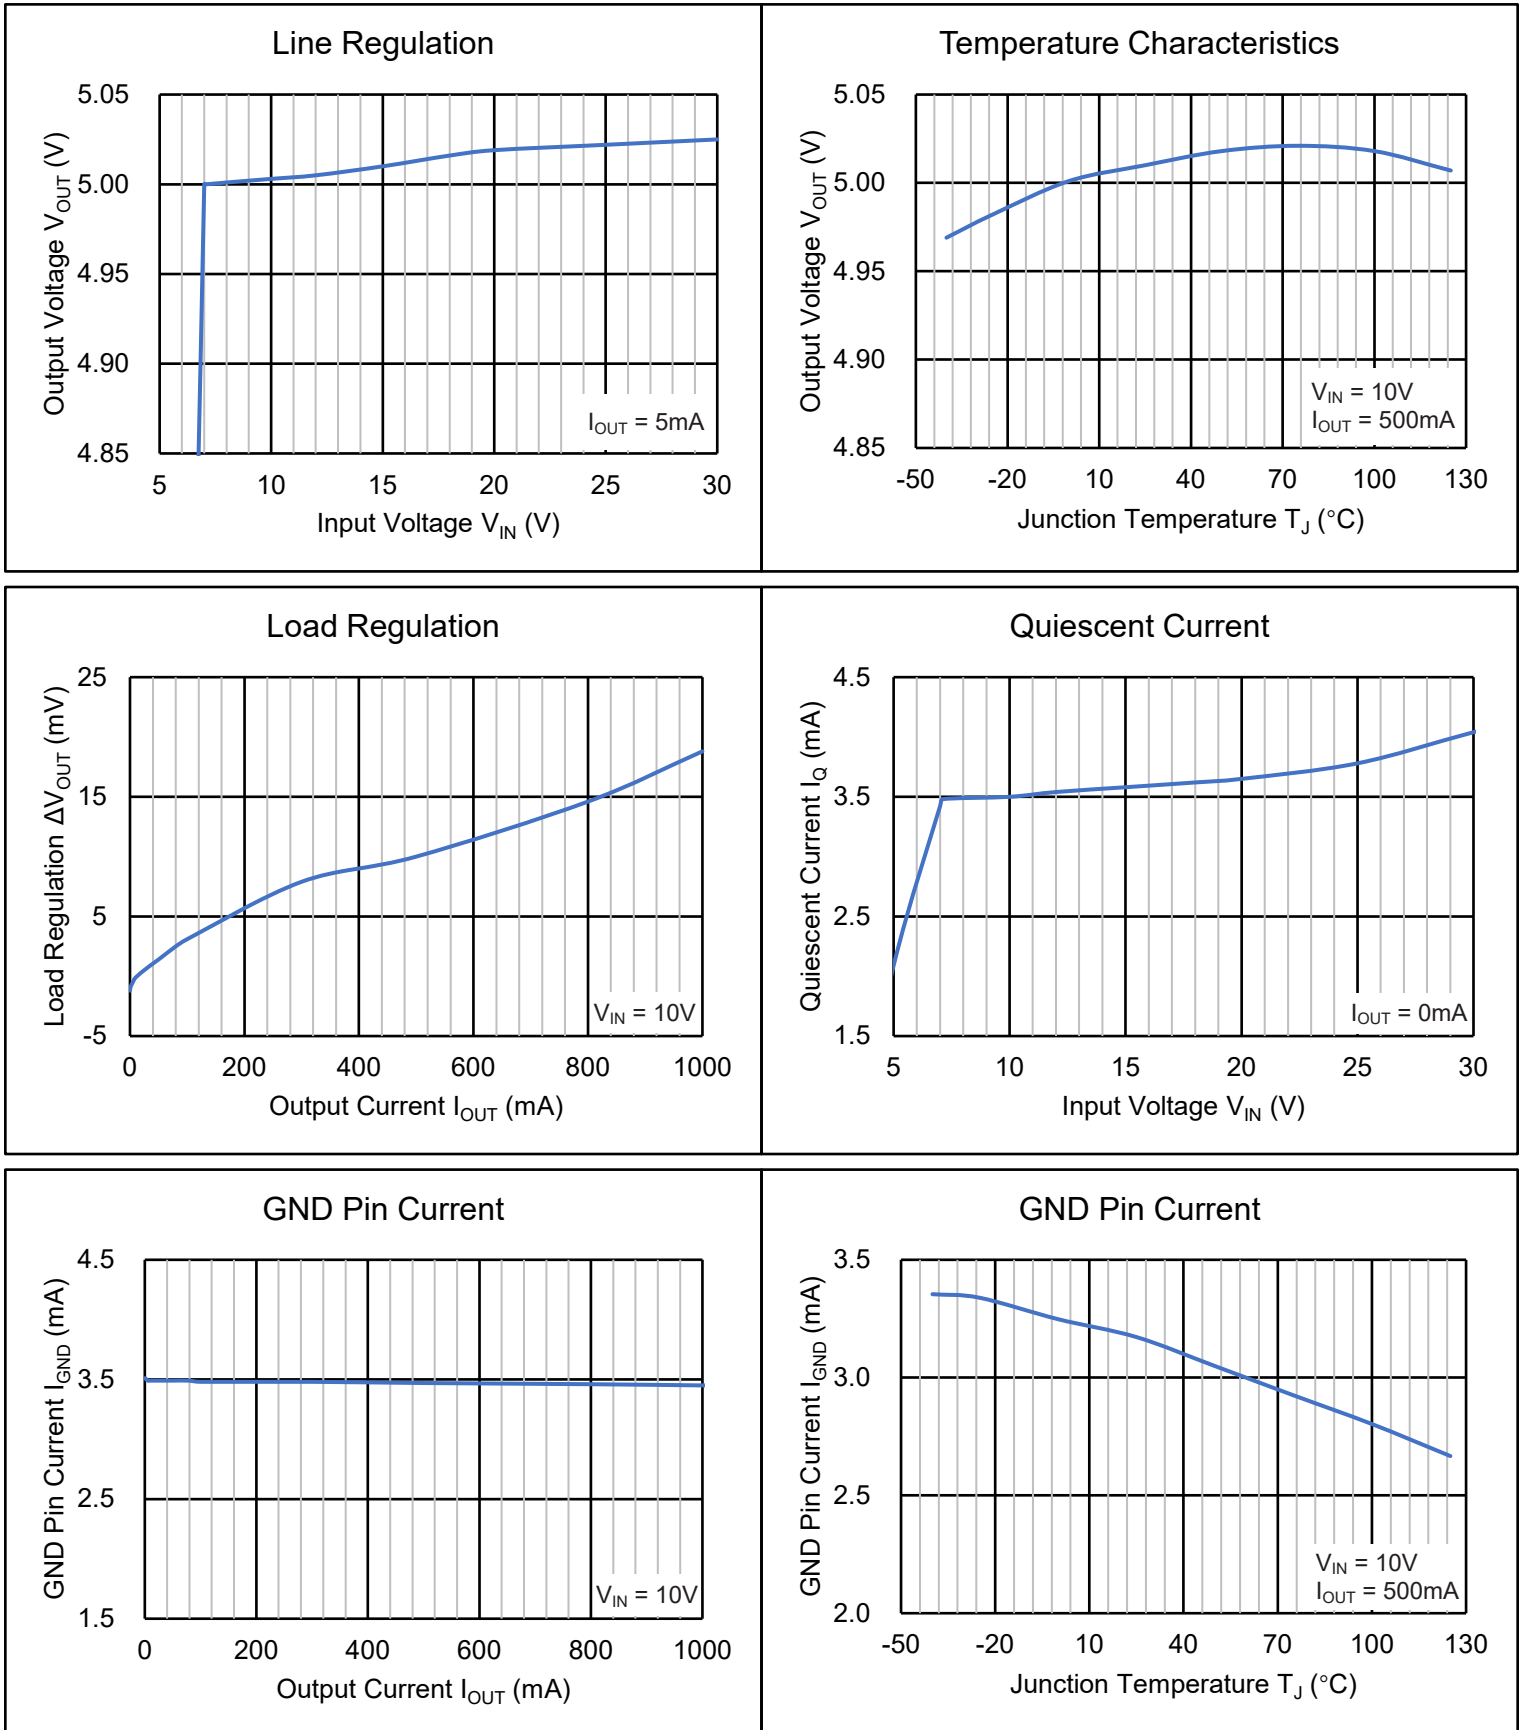 Line Regulation
Output Voltage VOUT (V)
5.05
5.00
4.95
4.90
4.85
IOUT = 5mA
5 10 15 20 25 30
Input Voltage VIN (V)
Temperature Characteristics
Output Voltage VOUT (V)
5.05
5.00
4.95
4.90
4.85
VIN = 10V
IOUT = 500mA
-50 -20 10 40 70 100 130
Junction Temperature TJ (°C)
Load Regulation
Load Regulation ΔVOUT (mV)
25
15
5
-5
VIN = 10V
0 200 400 600 800 1000
Output Current IOUT (mA)
Quiescent Current
Quiescent Current IQ (mA)
4.5
3.5
2.5
1.5
IOUT = 0mA
5 10 15 20 25 30
Input Voltage VIN (V)
GND Pin Current
GND Pin Current IGND (mA)
4.5
3.5
2.5
1.5
VIN = 10V
0 200 400 600 800 1000
Output Current IOUT (mA)
GND Pin Current
GND Pin Current IGND (mA)
3.5
3.0
2.5
2.0
VIN = 10V
IOUT = 500mA
-50 -20 10 40 70 100 130
Junction Temperature TJ (°C)